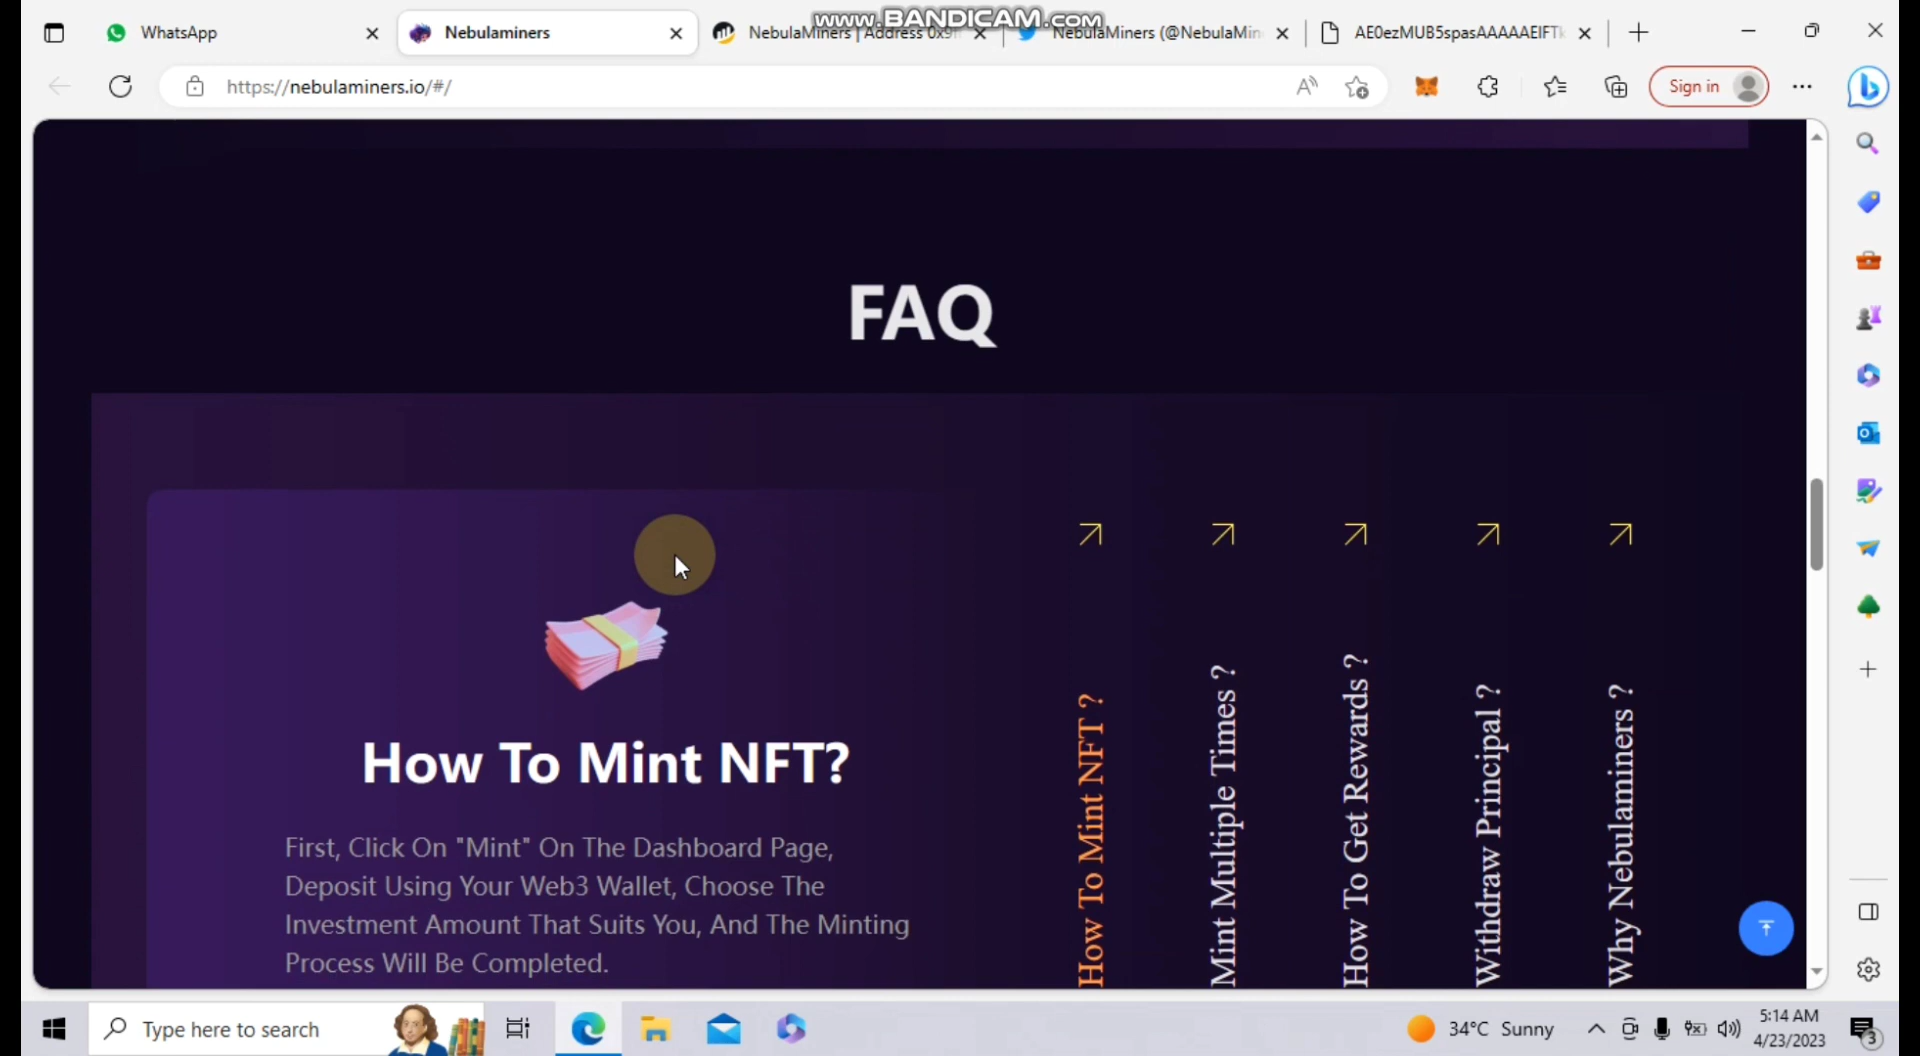 www.BANDICAM.com
WhatsApp
Nebulaminers
NebulaMiners | Address 0x9
NebulaMiners (@NebulaMin
AE0ezMUB5spasAAAAAEIFT
https://nebulaminers.io/#/
Sign in
FAQ
How To Mint NFT?
First, Click On "Mint" On The Dashboard Page,
Deposit Using Your Web3 Wallet, Choose The
Investment Amount That Suits You, And The Minting
Process Will Be Completed.
How To Mint NFT ?
Mint Multiple Times ?
How To Get Rewards ?
Withdraw Principal ?
Why Nebulaminers ?
Type here to search
34°C Sunny
5:14 AM
4/23/2023
3